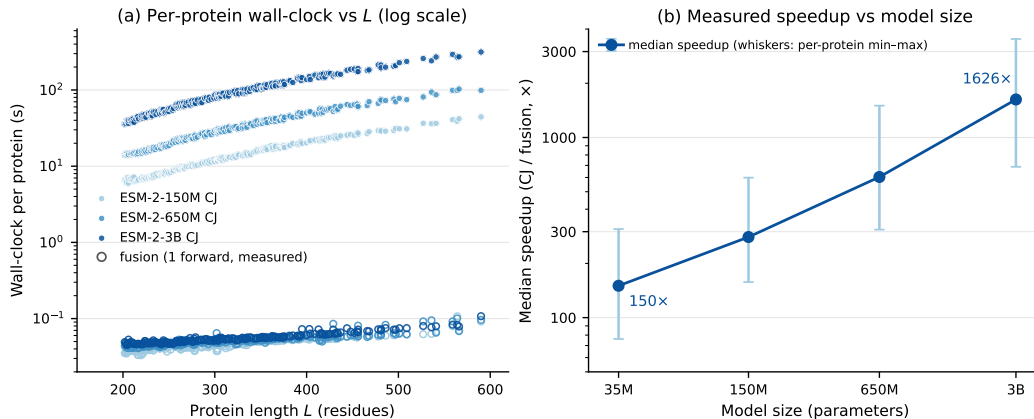 (a) Per-protein wall-clock vs L (log scale)
Wall-clock per protein (s)
10²
10¹
10⁰
10⁻¹
ESM-2-150M CJ
ESM-2-650M CJ
ESM-2-3B CJ
fusion (1 forward, measured)
200 300 400 500 600
Protein length L (residues)
(b) Measured speedup vs model size
Median speedup (CJ / fusion, ×)
3000
1000
300
100
median speedup (whiskers: per-protein min–max)
1626×
150×
35M 150M 650M 3B
Model size (parameters)